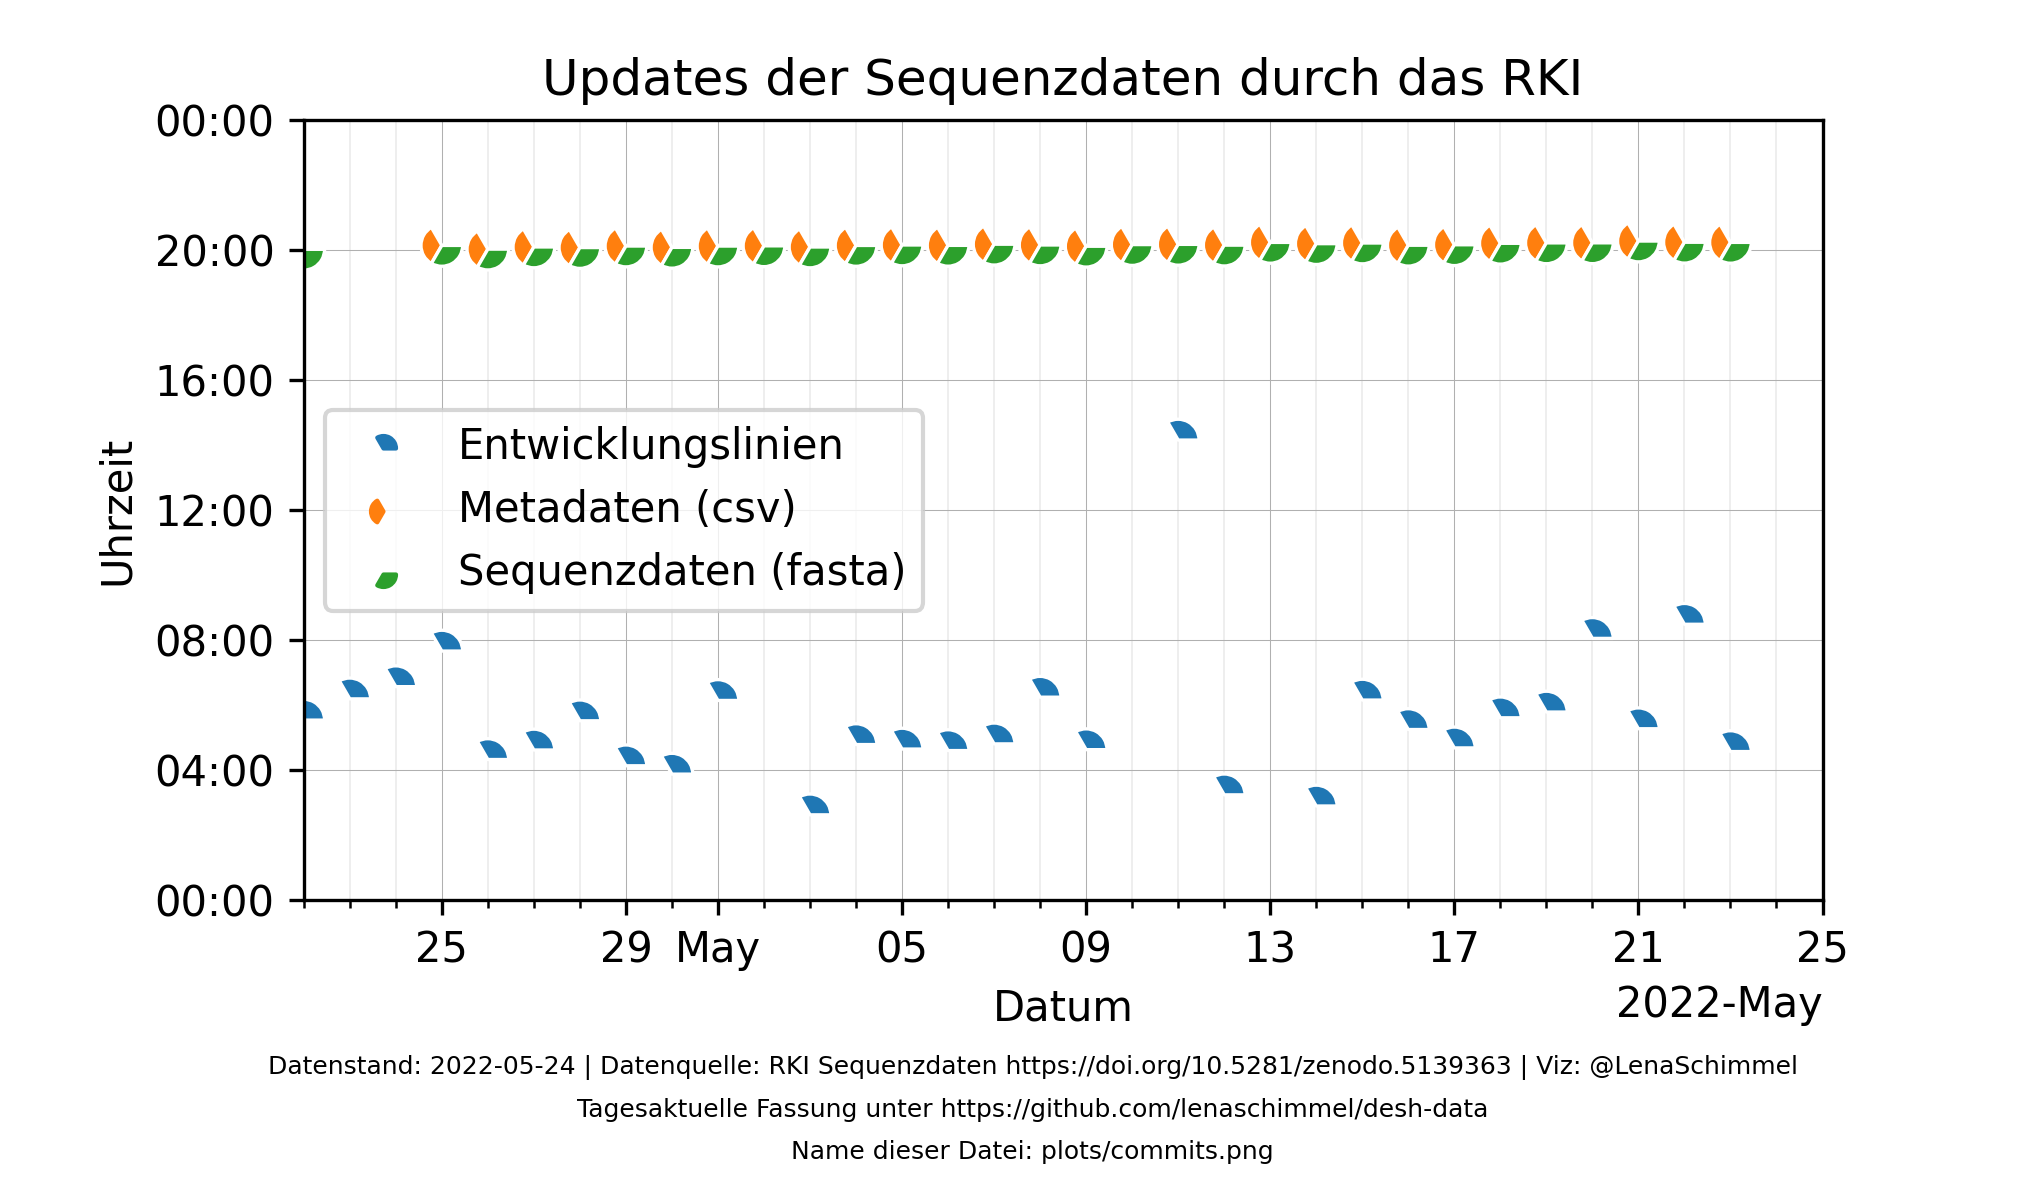 Updates der Sequenzdaten durch das RKI
00:00
20:00
16:00
12:00
08:00
04:00
00:00
Uhrzeit
Entwicklungslinien
Metadaten (csv)
Sequenzdaten (fasta)
25 29 May 05 09 13 17 21 25
Datum
2022-May
Datenstand: 2022-05-24 | Datenquelle: RKI Sequenzdaten https://doi.org/10.5281/zenodo.5139363 | Viz: @LenaSchimmel
Tagesaktuelle Fassung unter https://github.com/lenaschimmel/desh-data
Name dieser Datei: plots/commits.png